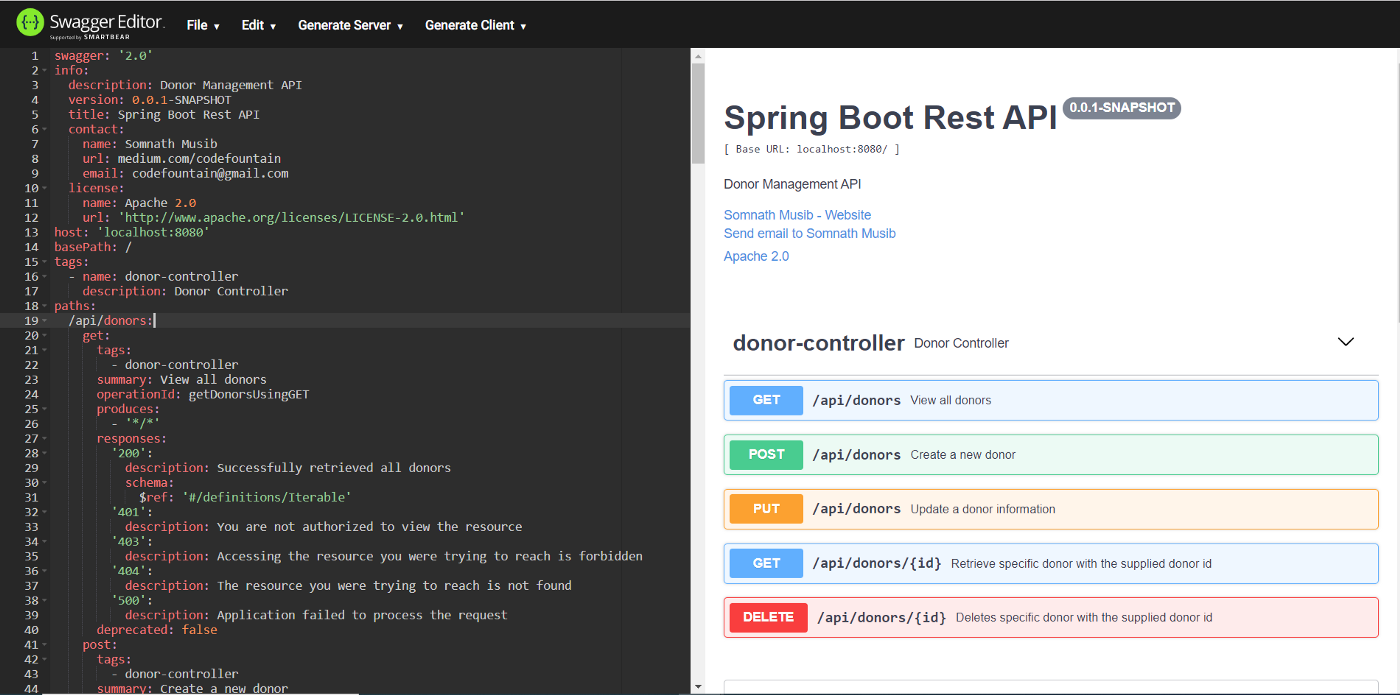 Swagger Editor.
Supported by SMARTBEAR
File ▾ Edit ▾ Generate Server ▾ Generate Client ▾
1 swagger: '2.0'
2 info:
3 description: Donor Management API
4 version: 0.0.1-SNAPSHOT
5 title: Spring Boot Rest API
6 contact:
7 name: Somnath Musib
8 url: medium.com/codefountain
9 email: codefountain@gmail.com
10 license:
11 name: Apache 2.0
12 url: 'http://www.apache.org/licenses/LICENSE-2.0.html'
13 host: 'localhost:8080'
14 basePath: /
15 tags:
16 - name: donor-controller
17 description: Donor Controller
18 paths:
19 /api/donors:
20 get:
21 tags:
22 - donor-controller
23 summary: View all donors
24 operationId: getDonorsUsingGET
25 produces:
26 - '*/*'
27 responses:
28 '200':
29 description: Successfully retrieved all donors
30 schema:
31 $ref: '#/definitions/Iterable'
32 '401':
33 description: You are not authorized to view the resource
34 '403':
35 description: Accessing the resource you were trying to reach is forbidden
36 '404':
37 description: The resource you were trying to reach is not found
38 '500':
39 description: Application failed to process the request
40 deprecated: false
41 post:
42 tags:
43 - donor-controller
44 summary: Create a new donor
Spring Boot Rest API 0.0.1-SNAPSHOT
[ Base URL: localhost:8080/ ]
Donor Management API
Somnath Musib - Website
Send email to Somnath Musib
Apache 2.0
donor-controller Donor Controller
GET /api/donors View all donors
POST /api/donors Create a new donor
PUT /api/donors Update a donor information
GET /api/donors/{id} Retrieve specific donor with the supplied donor id
DELETE /api/donors/{id} Deletes specific donor with the supplied donor id